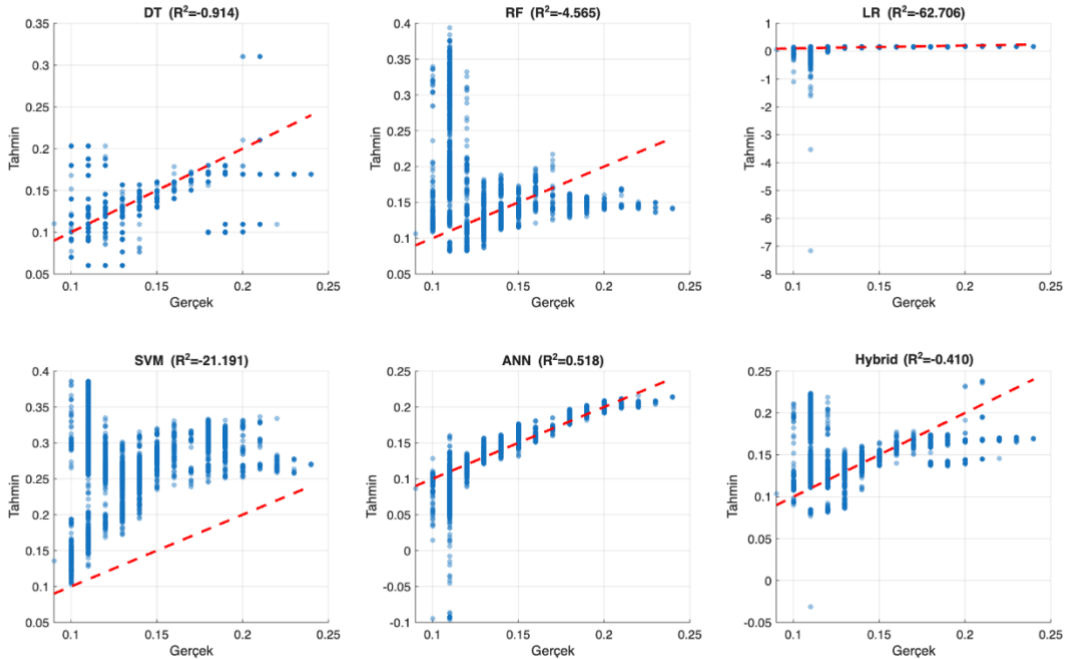 DT (R²=-0.914)
0.35
0.3
0.25
0.2
0.15
0.1
0.05
Tahmin
0.1 0.15 0.2 0.25
Gerçek
RF (R²=-4.565)
0.4
0.35
0.3
0.25
0.2
0.15
0.1
0.05
Tahmin
0.1 0.15 0.2 0.25
Gerçek
LR (R²=-62.706)
1
0
-1
-2
-3
-4
-5
-6
-7
-8
Tahmin
0.1 0.15 0.2 0.25
Gerçek
SVM (R²=-21.191)
0.4
0.35
0.3
0.25
0.2
0.15
0.1
0.05
Tahmin
0.1 0.15 0.2 0.25
Gerçek
ANN (R²=0.518)
0.25
0.2
0.15
0.1
0.05
0
-0.05
-0.1
Tahmin
0.1 0.15 0.2 0.25
Gerçek
Hybrid (R²=-0.410)
0.25
0.2
0.15
0.1
0.05
0
-0.05
Tahmin
0.1 0.15 0.2 0.25
Gerçek